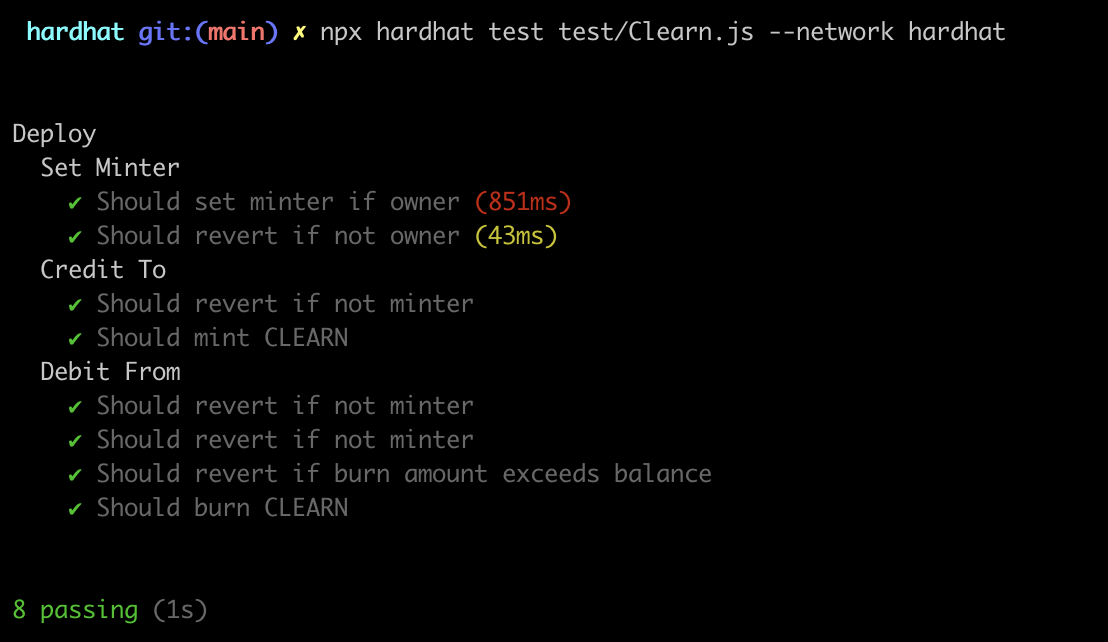 hardhat git:(main) ✗ npx hardhat test test/Clearn.js --network hardhat
Deploy
Set Minter
✔ Should set minter if owner (851ms)
✔ Should revert if not owner (43ms)
Credit To
✔ Should revert if not minter
✔ Should mint CLEARN
Debit From
✔ Should revert if not minter
✔ Should revert if not minter
✔ Should revert if burn amount exceeds balance
✔ Should burn CLEARN
8 passing (1s)